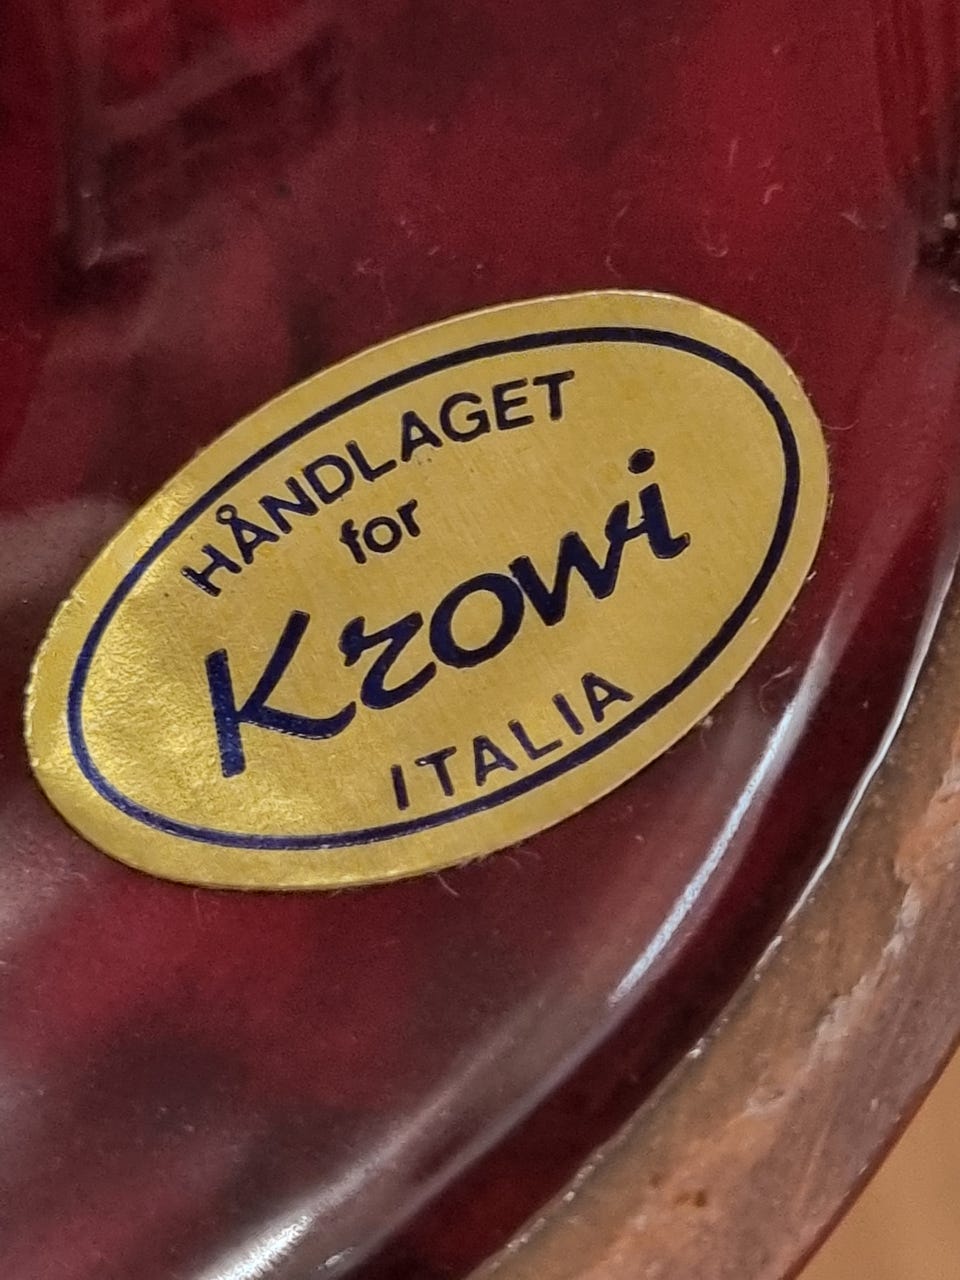 HÅNDLAGET
for
Krowi
ITALIA